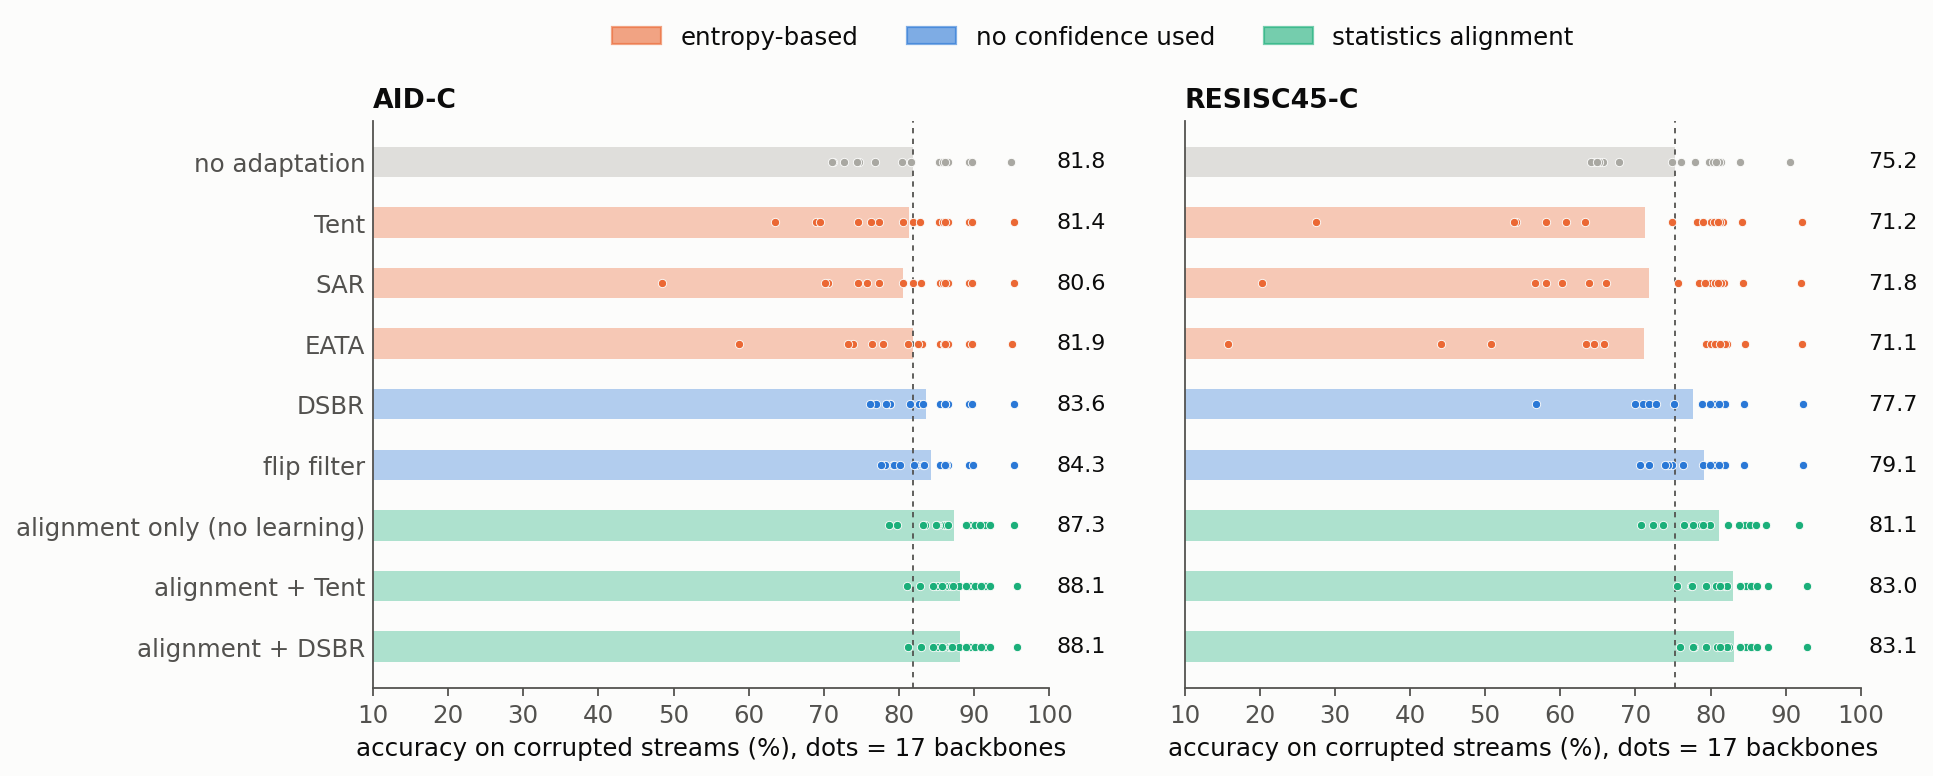 entropy-based no confidence used statistics alignment
AID-C RESISC45-C
no adaptation 81.8 75.2
Tent 81.4 71.2
SAR 80.6 71.8
EATA 81.9 71.1
DSBR 83.6 77.7
flip filter 84.3 79.1
alignment only (no learning) 87.3 81.1
alignment + Tent 88.1 83.0
alignment + DSBR 88.1 83.1
10 20 30 40 50 60 70 80 90 100 10 20 30 40 50 60 70 80 90 100
accuracy on corrupted streams (%), dots = 17 backbones accuracy on corrupted streams (%), dots = 17 backbones